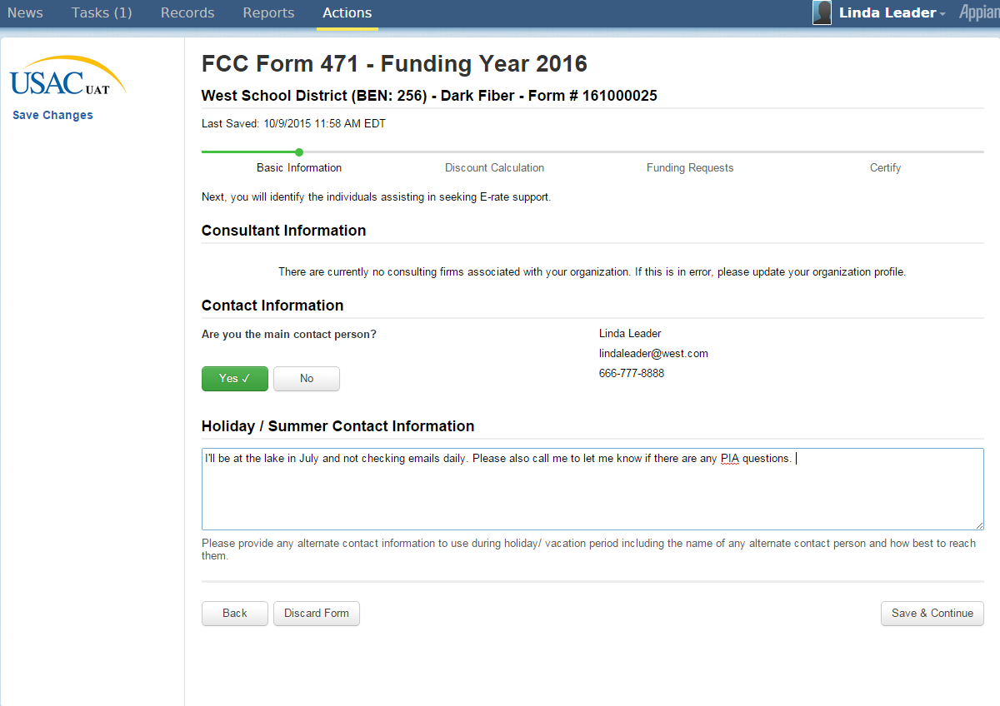 News Tasks (1) Records Reports Actions Linda Leader Appian
USAC UAT
Save Changes
FCC Form 471 - Funding Year 2016
West School District (BEN: 256) - Dark Fiber - Form # 161000025
Last Saved: 10/9/2015 11:58 AM EDT
Basic Information Discount Calculation Funding Requests Certify
Next, you will identify the individuals assisting in seeking E-rate support.
Consultant Information
There are currently no consulting firms associated with your organization. If this is in error, please update your organization profile.
Contact Information
Are you the main contact person?
Yes ✓ No
Linda Leader
lindaleader@west.com
666-777-8888
Holiday / Summer Contact Information
I'll be at the lake in July and not checking emails daily. Please also call me to let me know if there are any PIA questions.
Please provide any alternate contact information to use during holiday/ vacation period including the name of any alternate contact person and how best to reach
them.
Back Discard Form Save & Continue